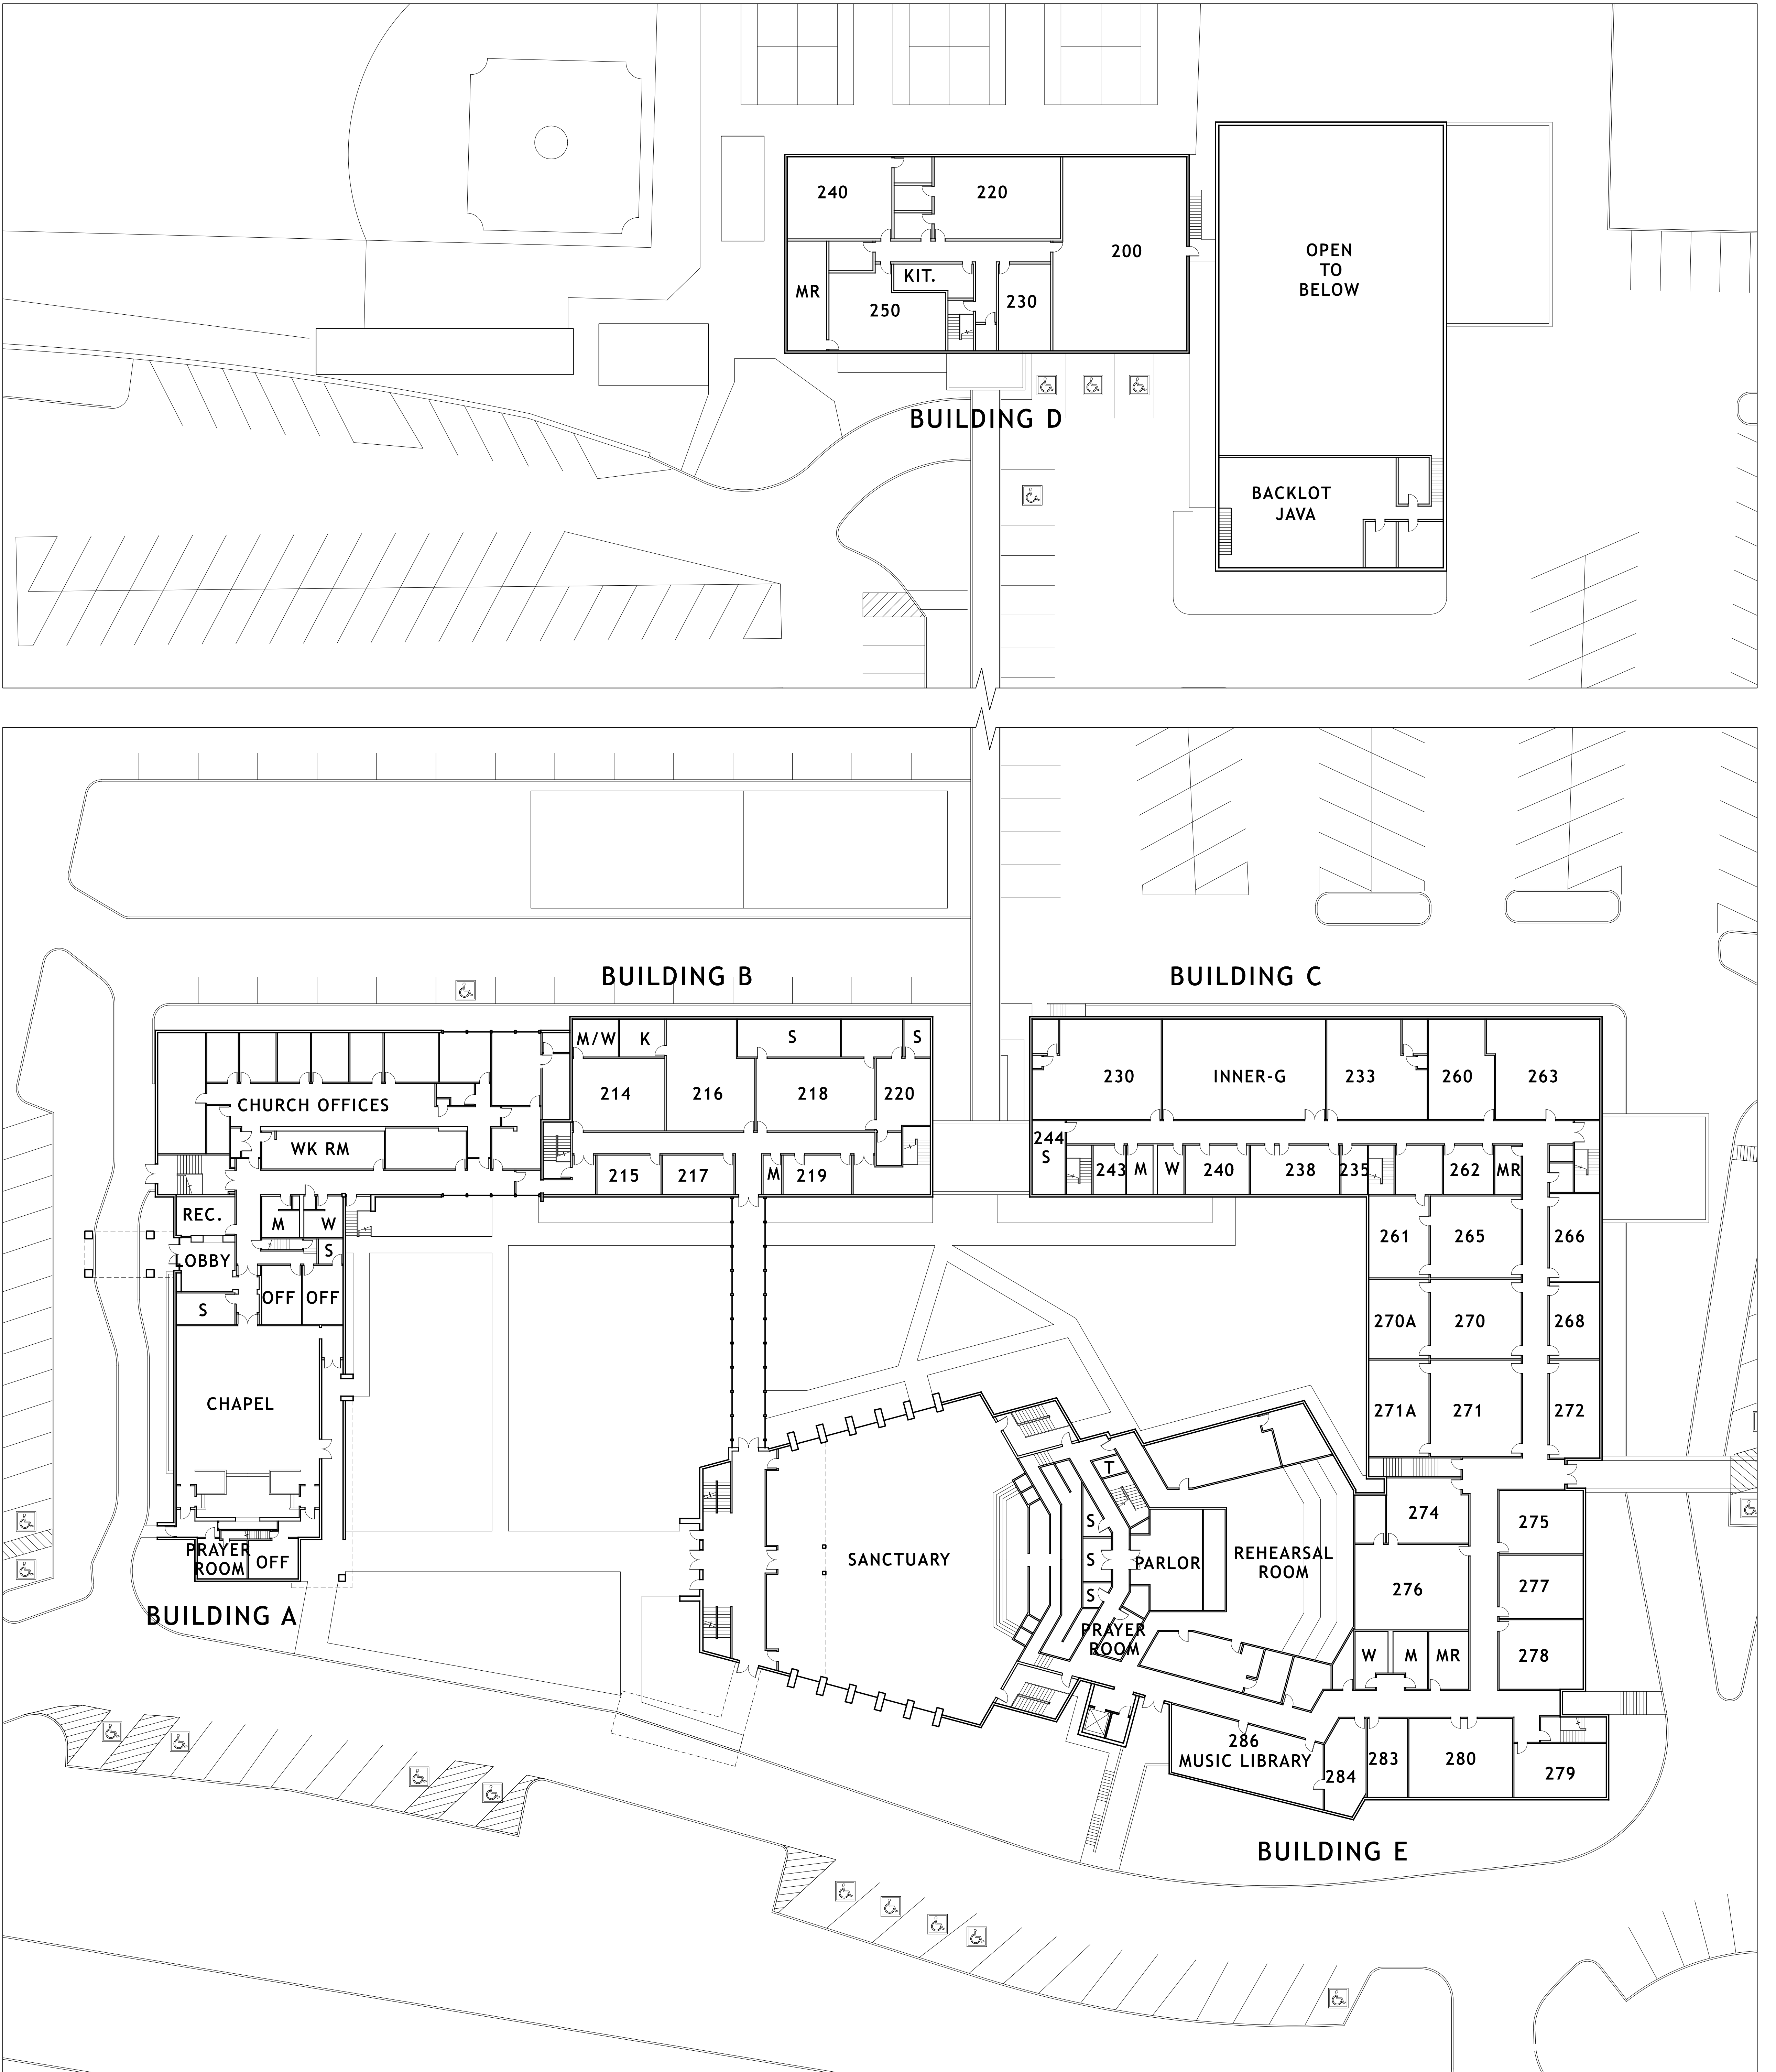 240
220
200
OPEN
TO
BELOW
KIT.
MR
250
230
BUILDING D
BACKLOT
JAVA
BUILDING B
BUILDING C
M/W
K
S
S
214
216
218
220
CHURCH OFFICES
WK RM
215
217
M
219
230
INNER-G
233
260
263
244
S
243
M
W
240
238
235
262
MR
REC.
M
W
LOBBY
S
OFF
OFF
S
261
265
266
270A
270
268
271A
271
272
CHAPEL
PRAYER
ROOM
OFF
BUILDING A
SANCTUARY
T
S
S
S
PARLOR
REHEARSAL
ROOM
PRAYER
ROOM
274
275
276
277
278
W
M
MR
286
MUSIC LIBRARY
284
283
280
279
BUILDING E